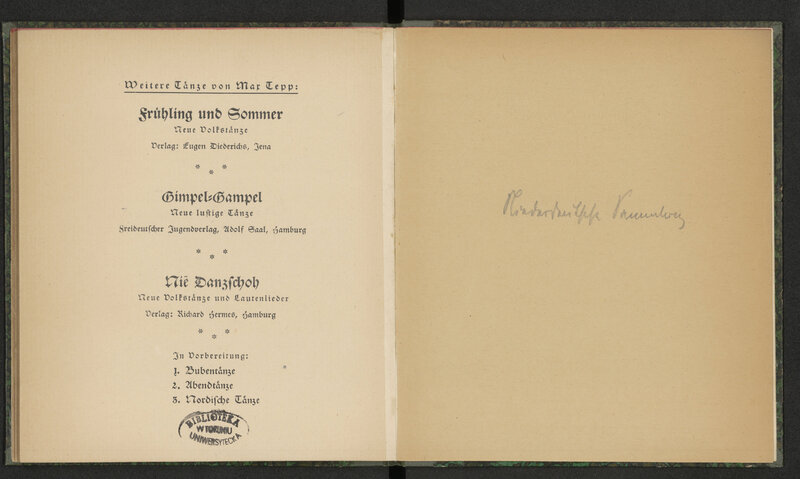 Weitere Tänze von Max Tepp:
Frühling und Sommer
Neue Volkstänze
Verlag: Eugen Diederichs, Jena
* * *
Gimpel-Gampel
Neue lustige Tänze
Freideutscher Jugendverlag, Adolf Saal, Hamburg
* * *
Nië Danzschoh
Neue Volkstänze und Lautenlieder
Verlag: Richard Hermes, Hamburg
* * *
In Vorbereitung:
1. Bubentänze
2. Abendtänze
3. Nordische Tänze
BIBLIOTEKA
W TORUNIU
UNIWERSYTECKA
Niederdeutsche Sammlung